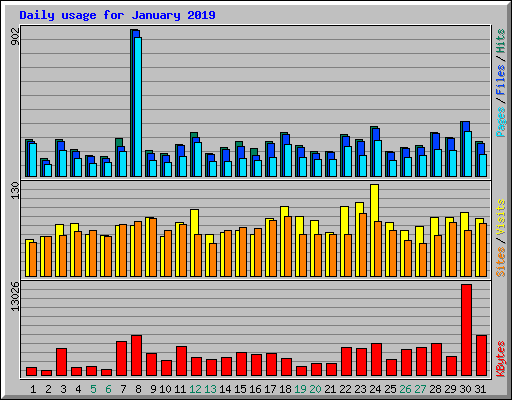 Daily usage for January 2019
902
Pages / Files / Hits
130
Sites / Visits
13026
KBytes
1 2 3 4 5 6 7 8 9 10 11 12 13 14 15 16 17 18 19 20 21 22 23 24 25 26 27 28 29 30 31